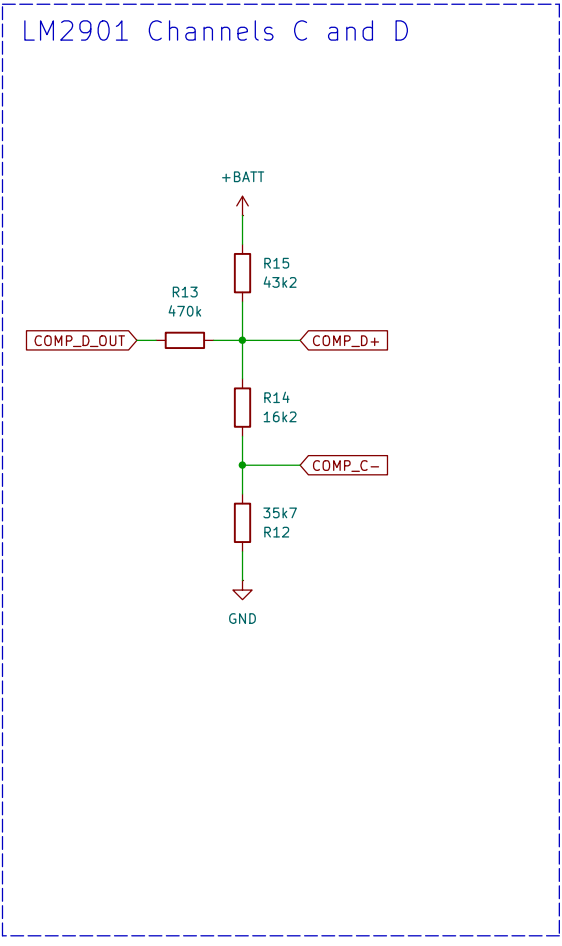 LM2901 Channels C and D
+BATT
R15
43k2
R13
470k
COMP_D_OUT
COMP_D+
R14
16k2
COMP_C-
35k7
R12
GND